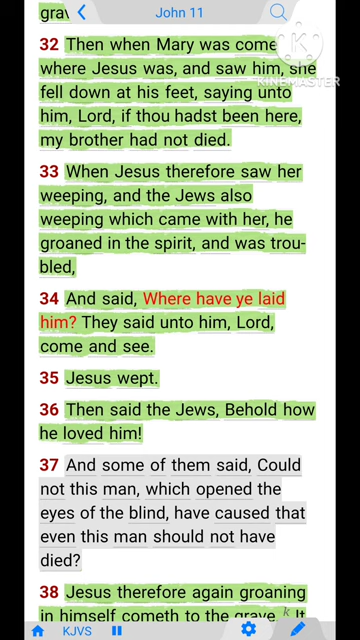 grav
John 11
KINEMASTER
32 Then when Mary was come
where Jesus was, and saw him, she
fell down at his feet, saying unto
him, Lord, if thou hadst been here,
my brother had not died.
33 When Jesus therefore saw her
weeping, and the Jews also
weeping which came with her, he
groaned in the spirit, and was trou-
bled,
34 And said, Where have ye laid
him? They said unto him, Lord,
come and see.
35 Jesus wept.
36 Then said the Jews, Behold how
he loved him!
37 And some of them said, Could
not this man, which opened the
eyes of the blind, have caused that
even this man should not have
died?
38 Jesus therefore again groaning
in himself cometh to the grave. k It
KJVS